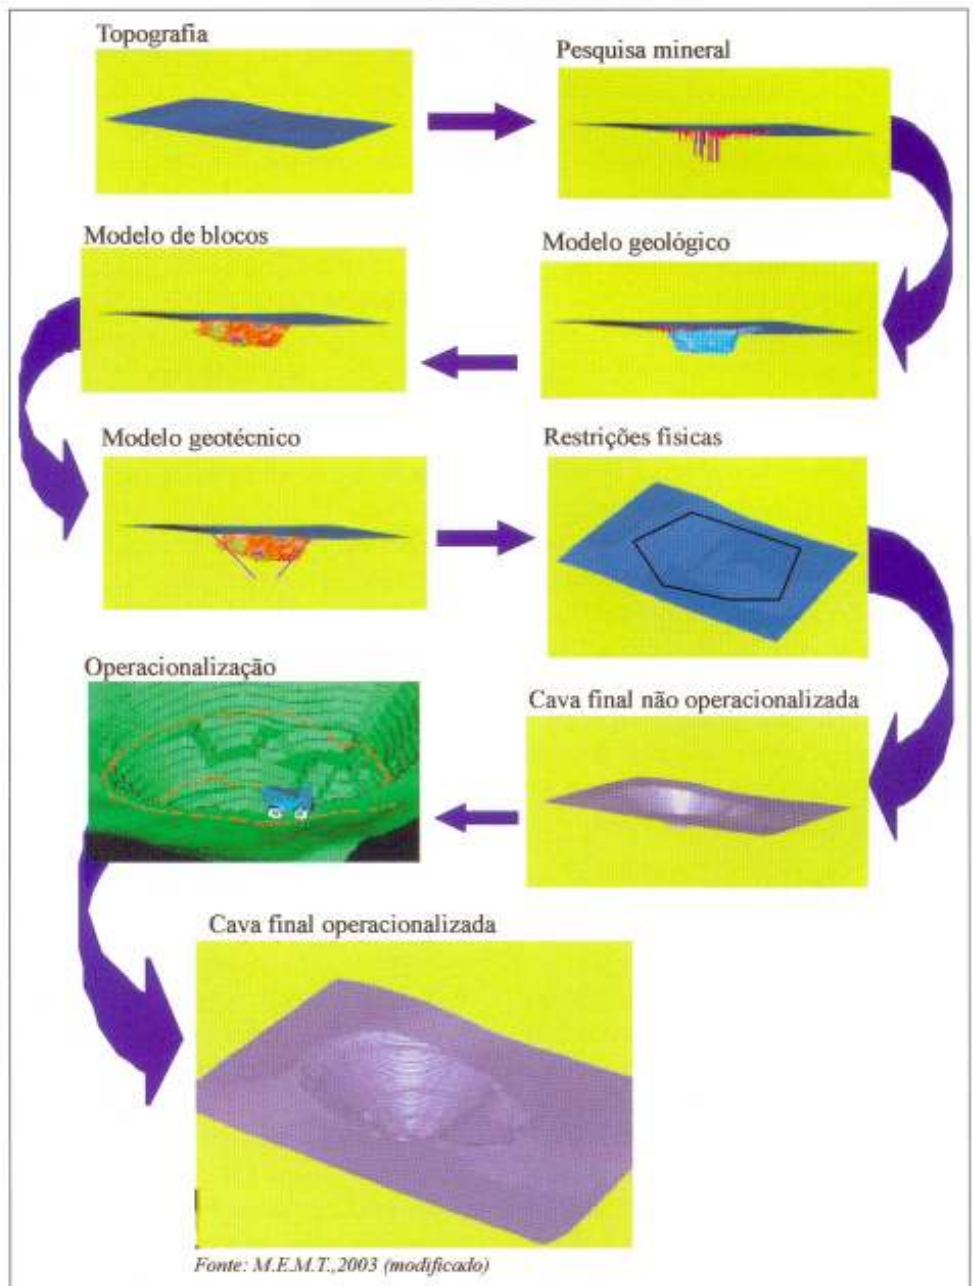 Topografia
Pesquisa mineral
Modelo de blocos
Modelo geológico
Modelo geotécnico
Restrições físicas
Operacionalização
Cava final não operacionalizada
Cava final operacionalizada
Fonte: M.E.M.T.,2003 (modificado)